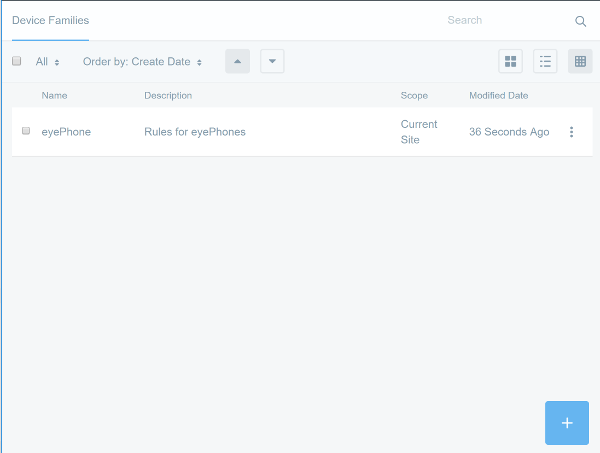 Device Families Search
All Order by: Create Date
Name Description Scope Modified Date
eyePhone Rules for eyePhones Current Site 36 Seconds Ago